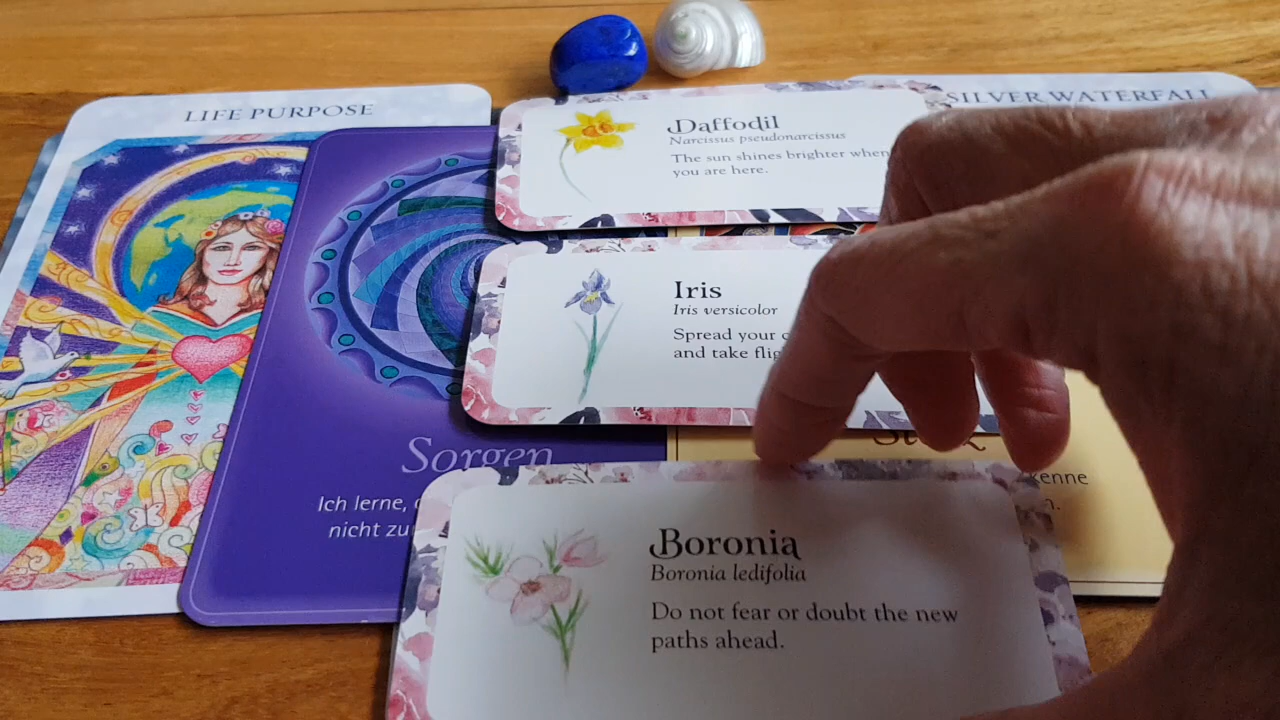 LIFE PURPOSE
SILVER WATERFALL
Daffodil
Narcissus pseudonarcissus
The sun shines brighter when
you are here.
Iris
Iris versicolor
Spread your
and take
Sorgen
Ich lerne,
nicht zu
kenne
Boronia
Boronia ledifolia
Do not fear or doubt the new
paths ahead.